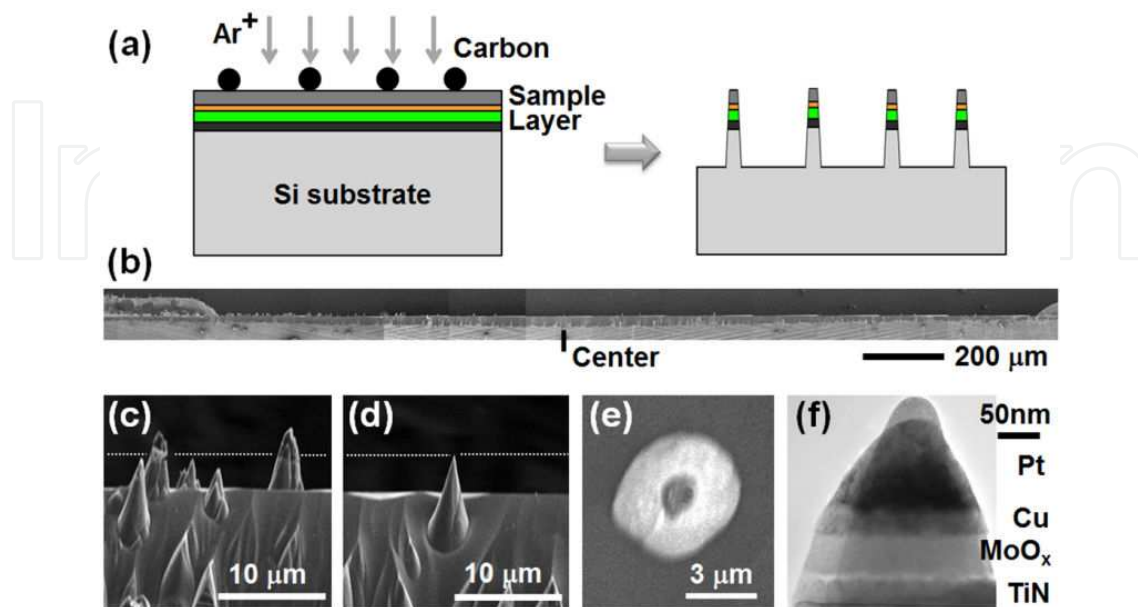 (a)
Ar+
Carbon
Sample
Layer
Si substrate
(b)
Center
200 μm
(c)
10 μm
(d)
10 μm
(e)
3 μm
(f)
50nm
Pt
Cu
MoOx
TiN